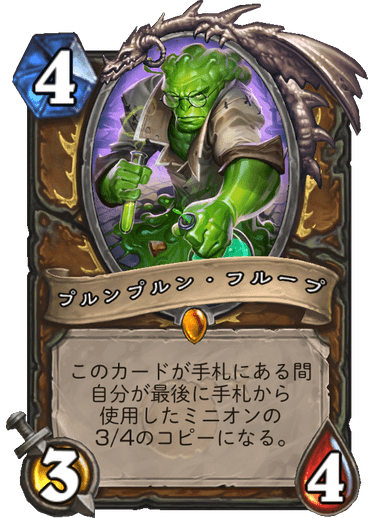 4
プルンプルン・フループ
このカードが手札にある間
自分が最後に手札から
使用したミニオンの
3/4のコピーになる。
3
4